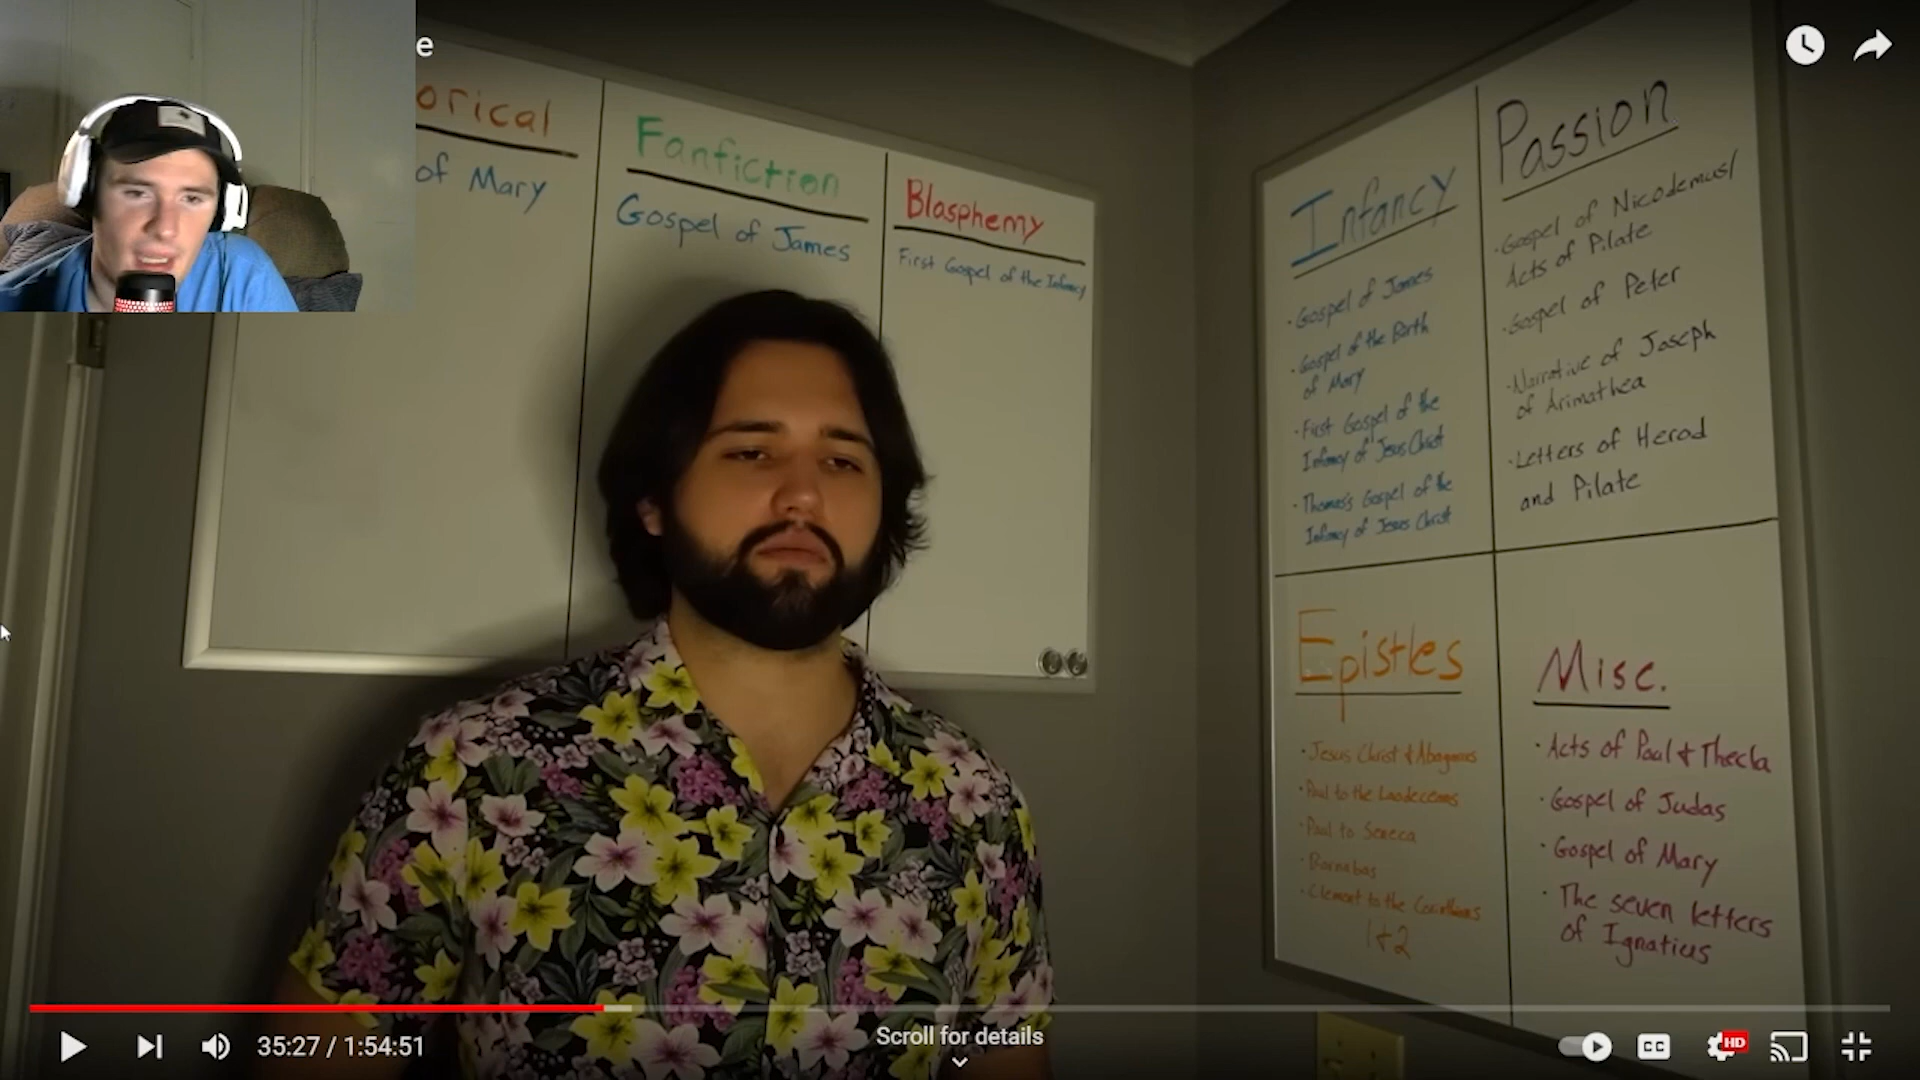 e
orical
of Mary
Fanfiction
Gospel of James
Blasphemy
First Gospel of the Infancy
Infancy
· Gospel of James
· Gospel of the Birth
of Mary
· First Gospel of the
Infancy of Jesus Christ
· Thomas's Gospel of the
Infancy of Jesus Christ
Passion
· Gospel of Nicodemus/
Acts of Pilate
· Gospel of Peter
· Narrative of Joseph
of Arimathea
· Letters of Herod
and Pilate
Epistles
· Jesus Christ &
· Paul to the
· Paul to Seneca
· Barnabas
· Clement to the Corinthians
1+2
Misc.
· Acts of Paul & Thecla
· Gospel of Judas
· Gospel of Mary
· The seven letters
of Ignatius
35:27 / 1:54:51
Scroll for details
CC
HD